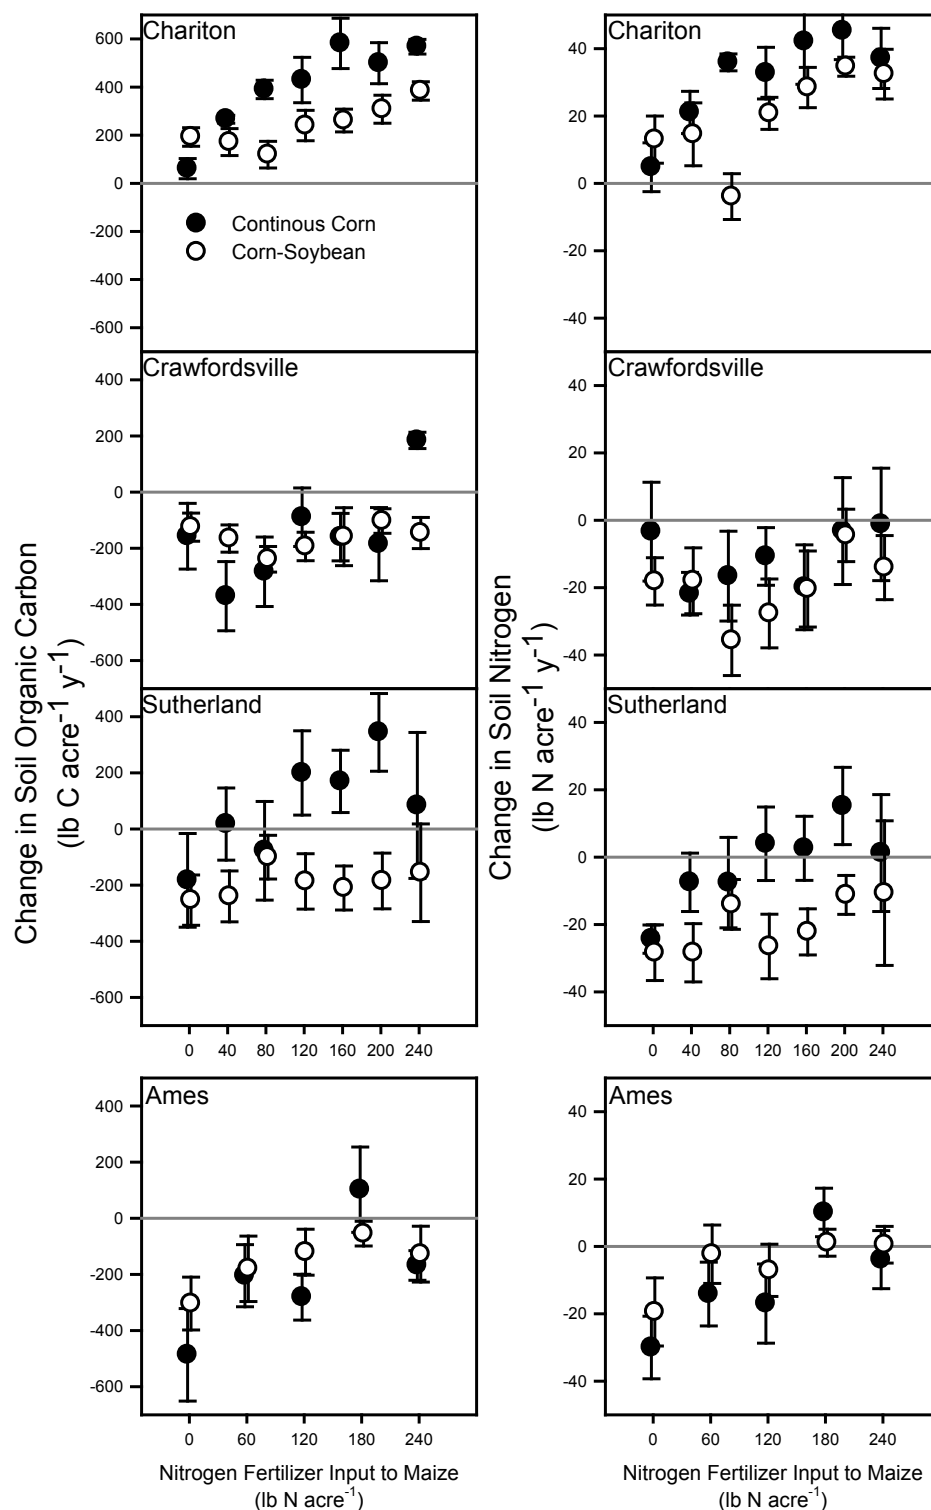 Chariton
600
400
200
0
-200
-400
-600
Continous Corn
Corn-Soybean
Crawfordsville
400
200
0
-200
-400
-600
Sutherland
400
200
0
-200
-400
-600
0 40 80 120 160 200 240
Ames
400
200
0
-200
-400
-600
0 60 120 180 240
Nitrogen Fertilizer Input to Maize
(lb N acre⁻¹)
Change in Soil Organic Carbon
(lb C acre⁻¹ y⁻¹)
Chariton
40
20
0
-20
-40
Crawfordsville
40
20
0
-20
-40
Sutherland
40
20
0
-20
-40
0 40 80 120 160 200 240
Ames
40
20
0
-20
-40
0 60 120 180 240
Nitrogen Fertilizer Input to Maize
(lb N acre⁻¹)
Change in Soil Nitrogen
(lb N acre⁻¹ y⁻¹)